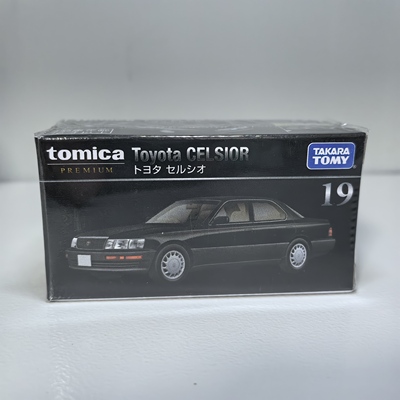 tomica
PREMIUM
Toyota CELSIOR
トヨタ セルシオ
TAKARA
TOMY
19